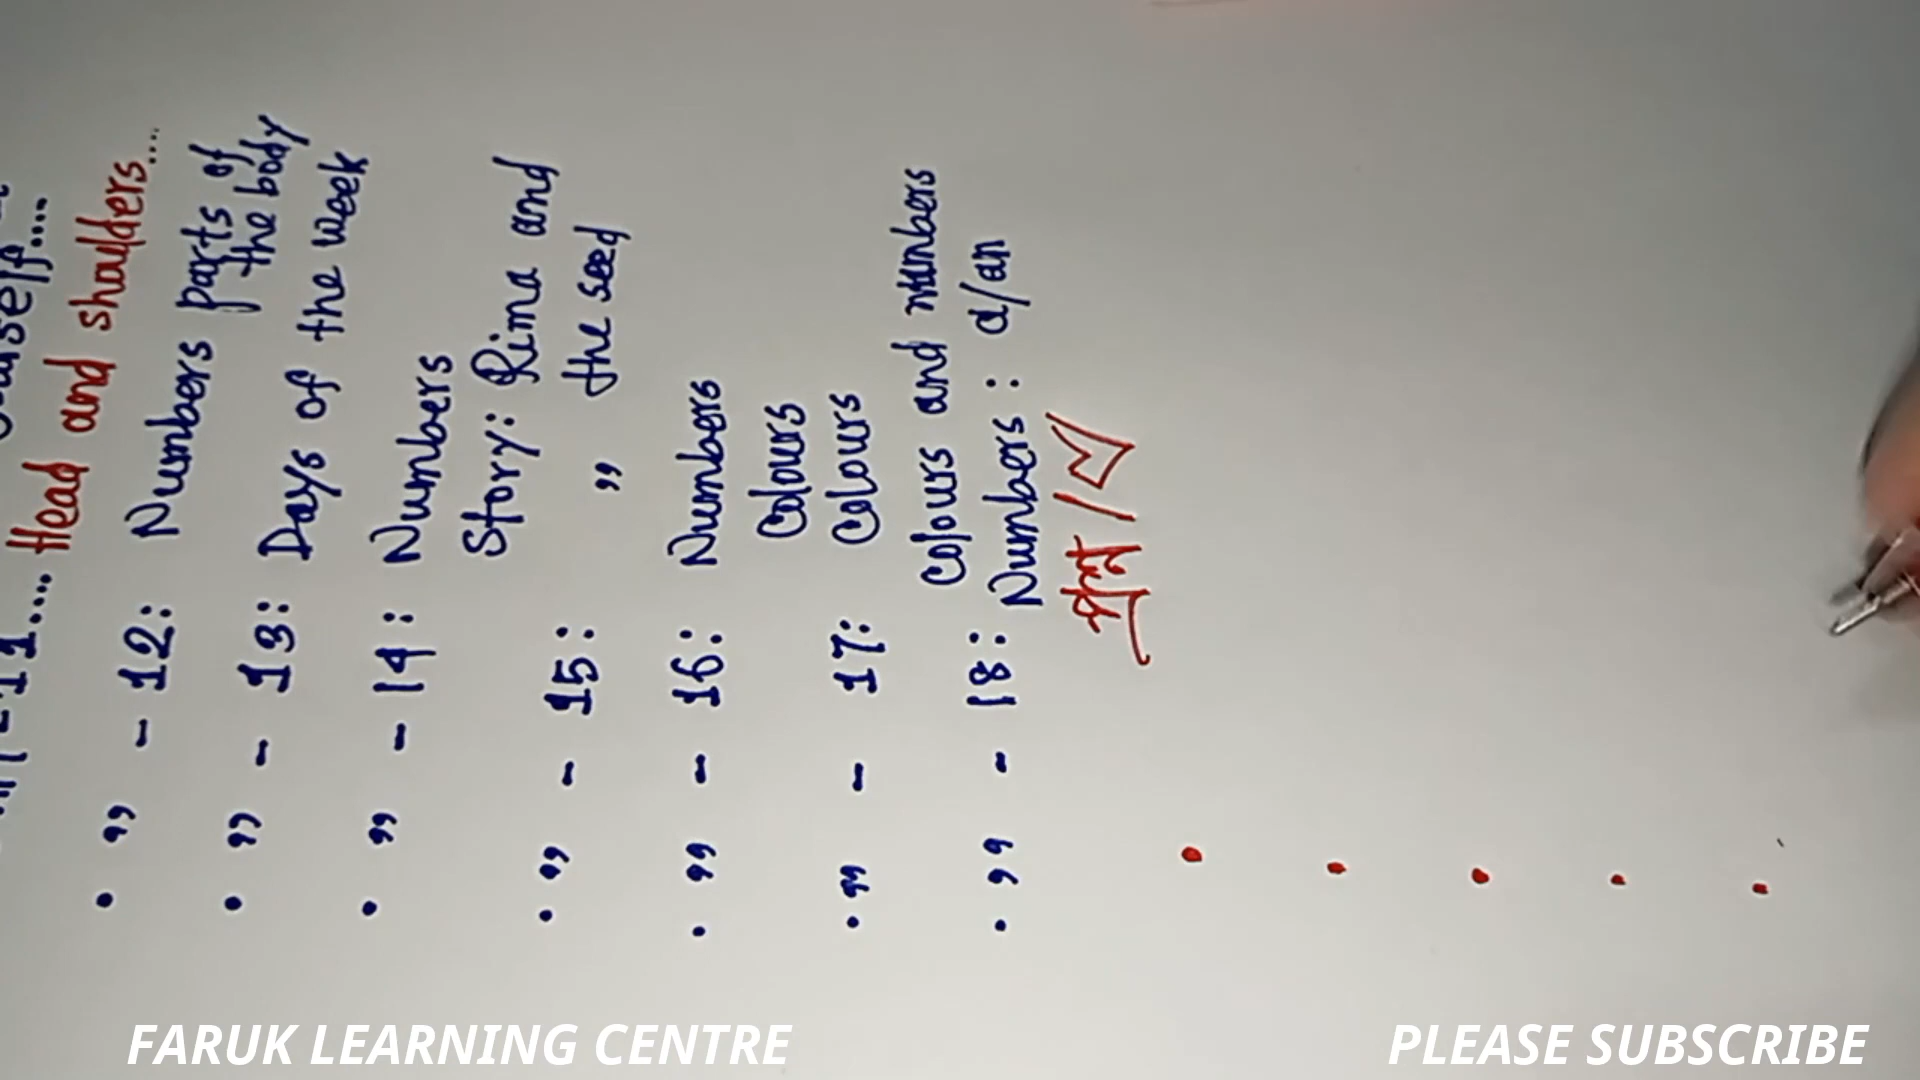 Head and shoulders....
• ,, - 12: Numbers parts of
the body
• ,, - 13: Days of the week
• ,, - 14: Numbers
Story: Rima and
• ,, - 15: ,, the seed
• ,, - 16: Numbers
Colours
• ,, - 17: Colours
Colours and numbers
• ,, - 18: Numbers : a/an
FARUK LEARNING CENTRE
PLEASE SUBSCRIBE